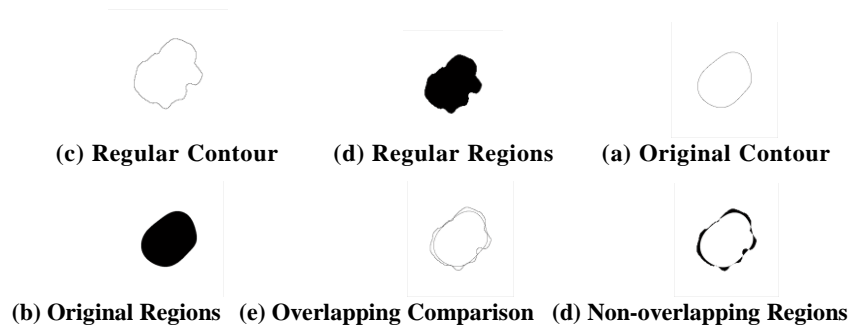 (c) Regular Contour (d) Regular Regions (a) Original Contour
(b) Original Regions (e) Overlapping Comparison (d) Non-overlapping Regions